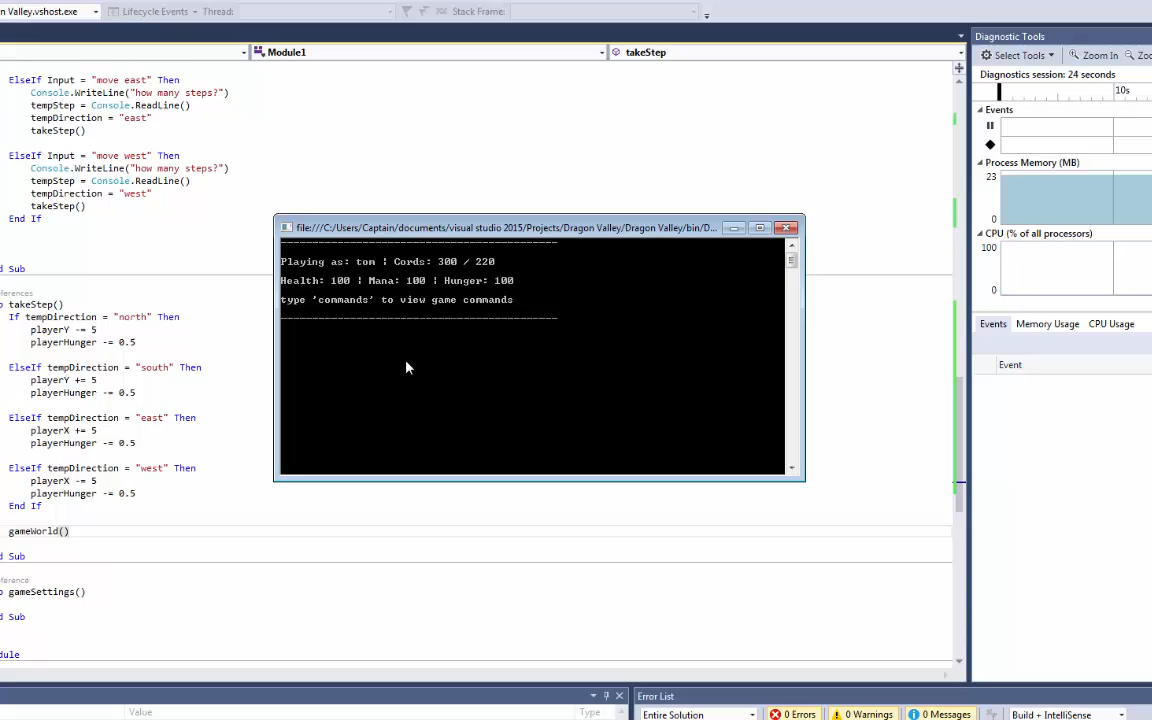 n Valley.vshost.exe
Lifecycle Events
Thread:
Stack Frame:
Module1
takeStep
Diagnostic Tools
Select Tools
Zoom In
Zoo
Diagnostics session: 24 seconds
10s
Events
Process Memory (MB)
23
0
CPU (% of all processors)
100
0
Events
Memory Usage
CPU Usage
Event
ElseIf Input = "move east" Then
Console.WriteLine("how many steps?")
tempStep = Console.ReadLine()
tempDirection = "east"
takeStep()
ElseIf Input = "move west" Then
Console.WriteLine("how many steps?")
tempStep = Console.ReadLine()
tempDirection = "west"
takeStep()
End If
d Sub
ferences
o takeStep()
If tempDirection = "north" Then
playerY -= 5
playerHunger -= 0.5
ElseIf tempDirection = "south" Then
playerY += 5
playerHunger -= 0.5
ElseIf tempDirection = "east" Then
playerX += 5
playerHunger -= 0.5
ElseIf tempDirection = "west" Then
playerX -= 5
playerHunger -= 0.5
End If
gameWorld()
d Sub
ference
o gameSettings()
d Sub
dule
file:///C:/Users/Captain/documents/visual studio 2015/Projects/Dragon Valley/Dragon Valley/bin/D...
Playing as: tom ¦ Cords: 300 / 220
Health: 100 ¦ Mana: 100 ¦ Hunger: 100
type 'commands' to view game commands
Value
Type
Error List
Entire Solution
0 Errors
0 Warnings
0 Messages
Build + IntelliSense